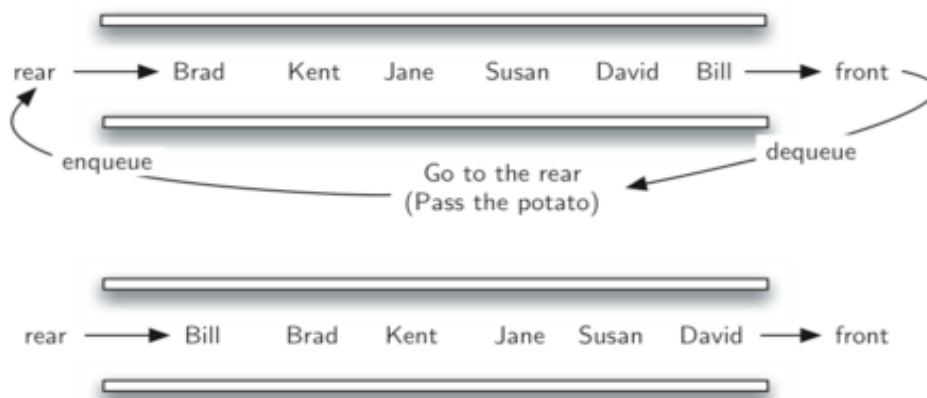 rear Brad Kent Jane Susan David Bill front
enqueue
dequeue
Go to the rear
(Pass the potato)
rear Bill Brad Kent Jane Susan David front